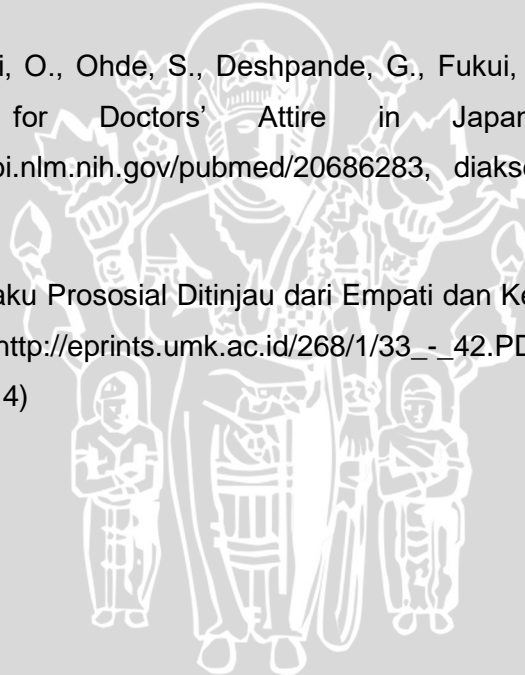 i, O., Ohde, S., Deshpande, G., Fukui,
for Doctors’ Attire in Japan
oi.nlm.nih.gov/pubmed/20686283, diakse
aku Prososial Ditinjau dari Empati dan Ke
http://eprints.umk.ac.id/268/1/33_-_42.PD
4)